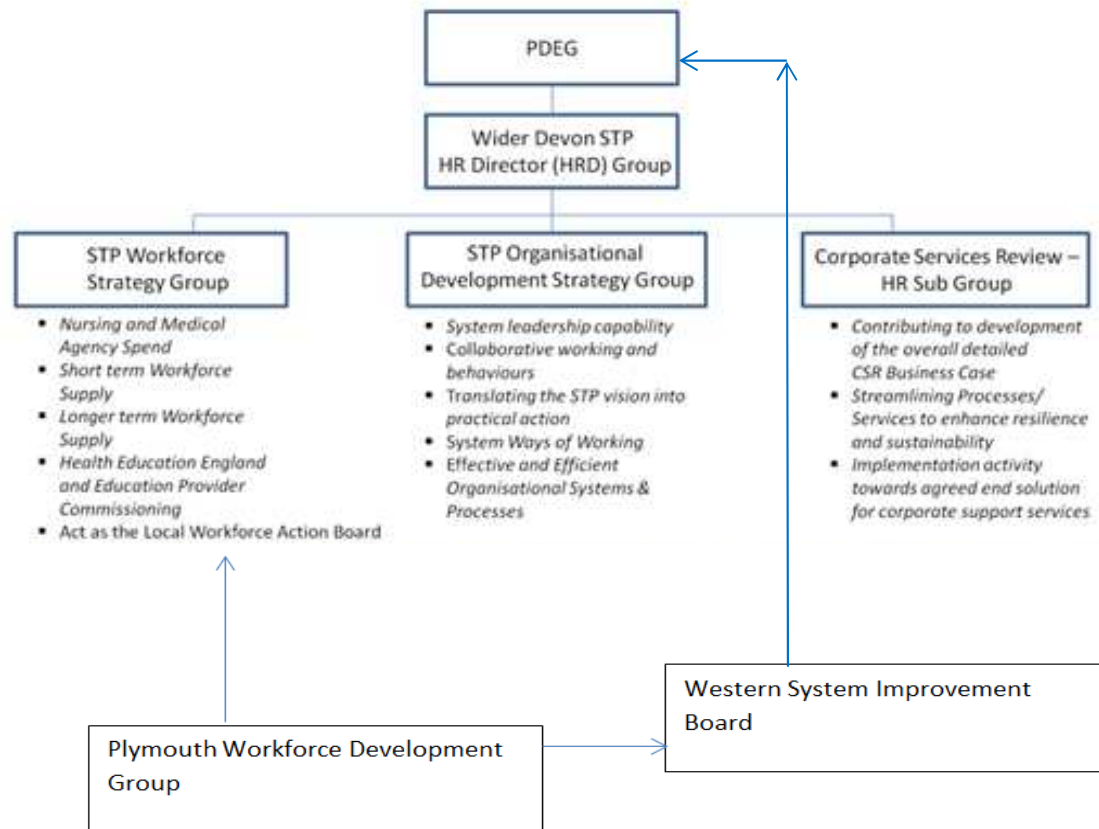 PDEG
Wider Devon STP
HR Director (HRD) Group
STP Workforce
Strategy Group
▪ Nursing and Medical
Agency Spend
▪ Short term Workforce
Supply
▪ Longer term Workforce
Supply
▪ Health Education England
and Education Provider
Commissioning
▪ Act as the Local Workforce Action Board
STP Organisational
Development Strategy Group
▪ System leadership capability
▪ Collaborative working and
behaviours
▪ Translating the STP vision into
practical action
▪ System Ways of Working
▪ Effective and Efficient
Organisational Systems &
Processes
Corporate Services Review –
HR Sub Group
▪ Contributing to development
of the overall detailed
CSR Business Case
▪ Streamlining Processes/
Services to enhance resilience
and sustainability
▪ Implementation activity
towards agreed end solution
for corporate support services
Western System Improvement
Board
Plymouth Workforce Development
Group